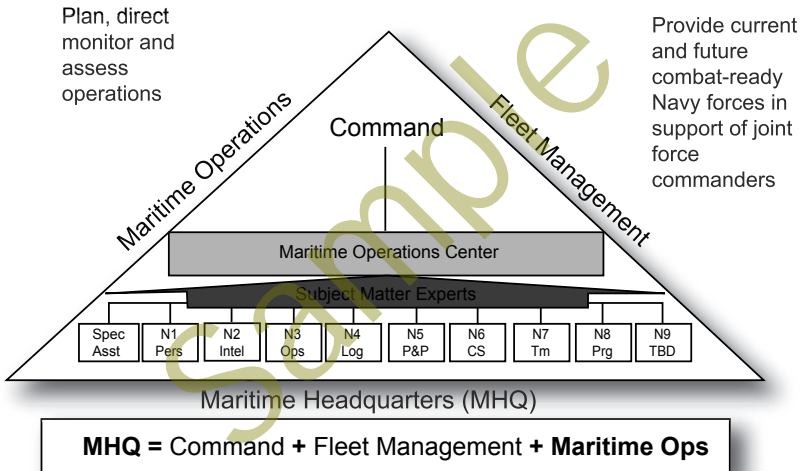 Plan, direct
monitor and
assess
operations
Provide current
and future
combat-ready
Navy forces in
support of joint
force
commanders
Maritime Operations
Fleet Management
Command
Maritime Operations Center
Subject Matter Experts
Spec
Asst
N1
Pers
N2
Intel
N3
Ops
N4
Log
N5
P&P
N6
CS
N7
Tm
N8
Prg
N9
TBD
Maritime Headquarters (MHQ)
MHQ = Command + Fleet Management + Maritime Ops
Sample